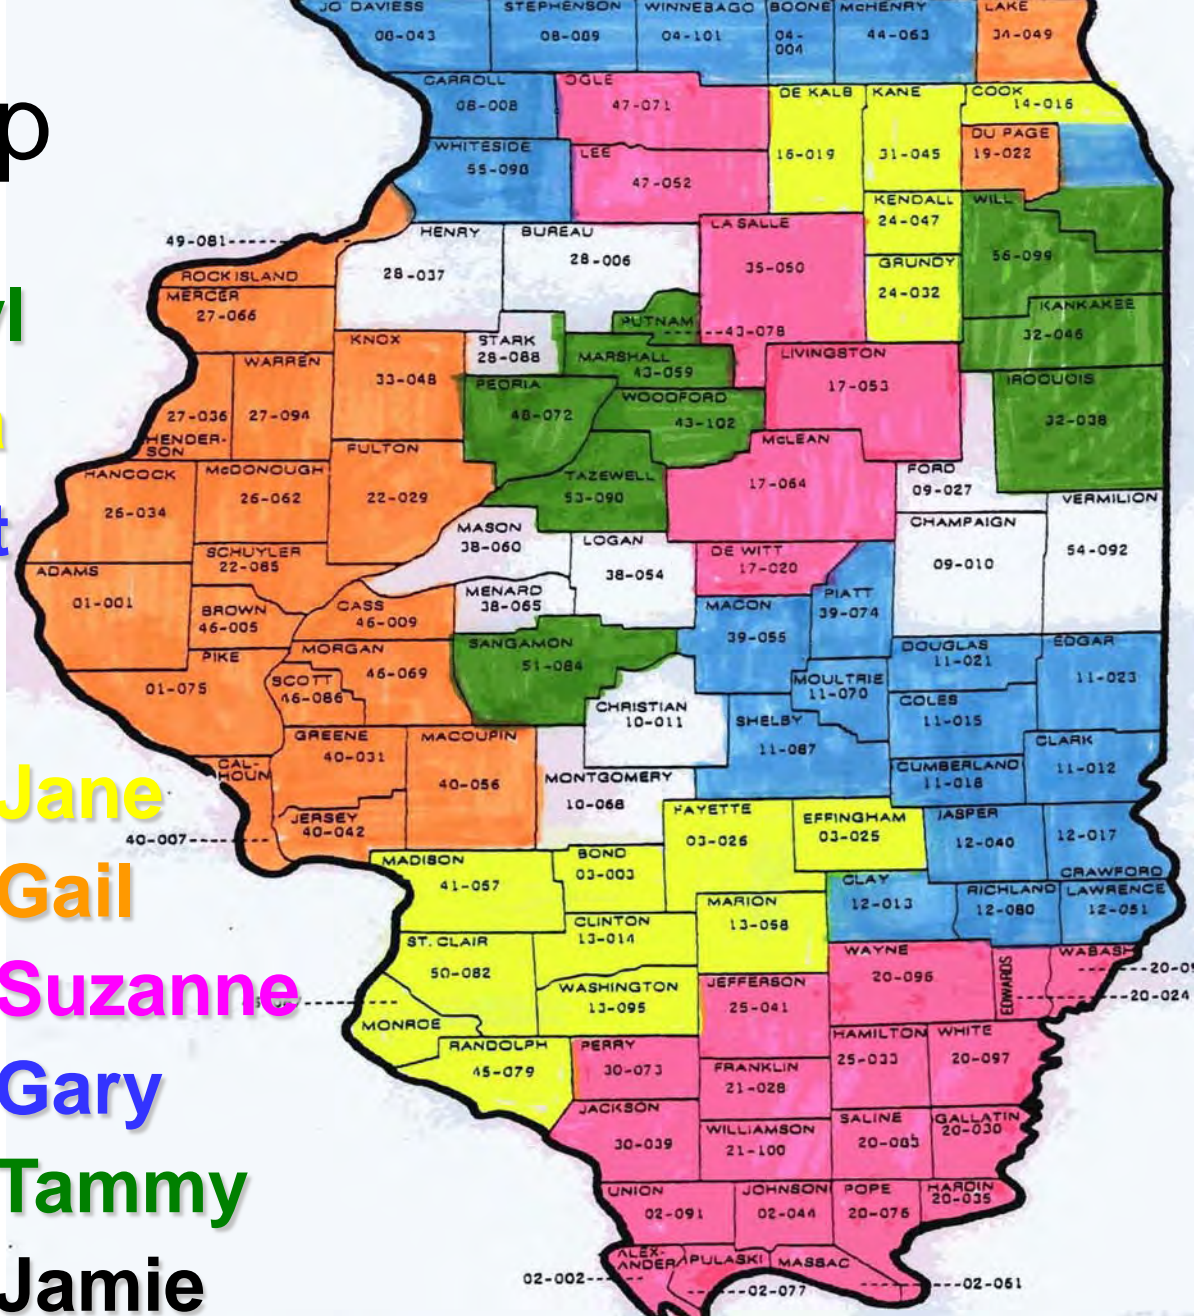 JO DAVIESS STEPHENSON WINNEBAGO BOONE McHENRY LAKE
08-043 08-089 04-101 04-004 44-063 34-049
CARROLL OGLE DE KALB KANE COOK
08-008 47-071 14-016
DU PAGE
WHITESIDE LEE 16-019 31-045 19-022
55-098 47-052
p
KENDALL WILL
24-047
49-081 HENRY BUREAU LA SALLE
28-037 28-006 35-050 56-099
ROCK ISLAND GRUNDY
MERCER 24-032 KANKAKEE
27-066 PUTNAM 43-078 32-046
yl
KNOX STARK
28-088 MARSHALL LIVINGSTON
WARREN 33-048 43-059 17-053
PEORIA WOODFORD IROQUOIS
27-036 27-094 48-072 43-102 32-038
a
HENDER-
SON FULTON McLEAN
HANCOCK McDONOUGH TAZEWELL FORD
26-034 26-062 22-029 53-090 17-064 09-027 VERMILION
t
MASON CHAMPAIGN
38-060 LOGAN 54-092
SCHUYLER DE WITT
ADAMS 22-085 38-054 17-020 09-010
01-001 MENARD PIATT
BROWN CASS 38-065 MACON 39-074
46-005 46-009 39-055
PIKE MORGAN SANGAMON DOUGLAS EDGAR
01-075 46-069 51-084 11-021 11-023
SCOTT MOULTRIE
46-086 11-070
CHRISTIAN COLES
10-011 SHELBY 11-015
GREENE MACOUPIN 11-087 CLARK
40-031 CUMBERLAND 11-012
CAL-
HOUN 40-056 MONTGOMERY 11-018
Jane
10-068 FAYETTE
JERSEY EFFINGHAM JASPER
40-007 40-042 03-026 03-025 12-040 12-017
MADISON BOND CRAWFORD
41-057 03-003 CLAY RICHLAND LAWRENCE
Gail
MARION 12-013 12-080 12-051
CLINTON 13-058
ST. CLAIR 13-014 WAYNE WABASH
50-082 20-096 EDWARDS
Suzanne
WASHINGTON JEFFERSON 20-024
13-095 25-041
MONROE
RANDOLPH PERRY HAMILTON WHITE
45-079 30-073 FRANKLIN 25-033 20-097
Gary
21-028
JACKSON WILLIAMSON SALINE GALLATIN
30-039 21-100 20-083 20-030
Tammy
UNION JOHNSON POPE HARDIN
02-091 02-044 20-076 20-035
ALEX-
ANDER PULASKI MASSAC
02-002 02-077 02-061
Jamie